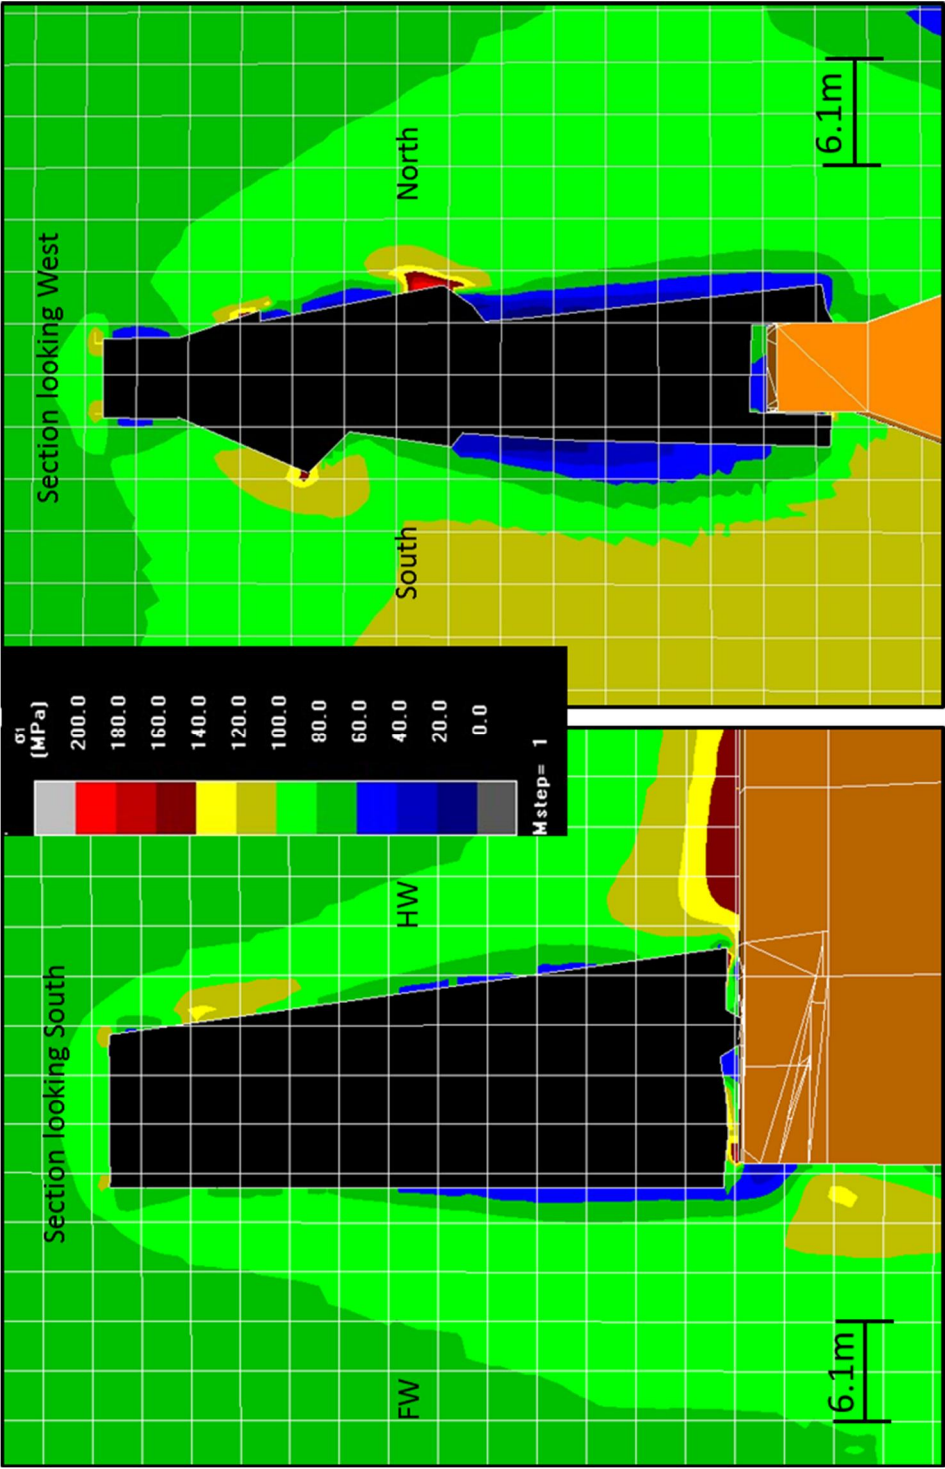 Section looking West
North
South
6.1m
σ1
(MPa)
200.0
180.0
160.0
140.0
120.0
100.0
80.0
60.0
40.0
20.0
0.0
Mstep= 1
Section looking South
HW
FW
6.1m